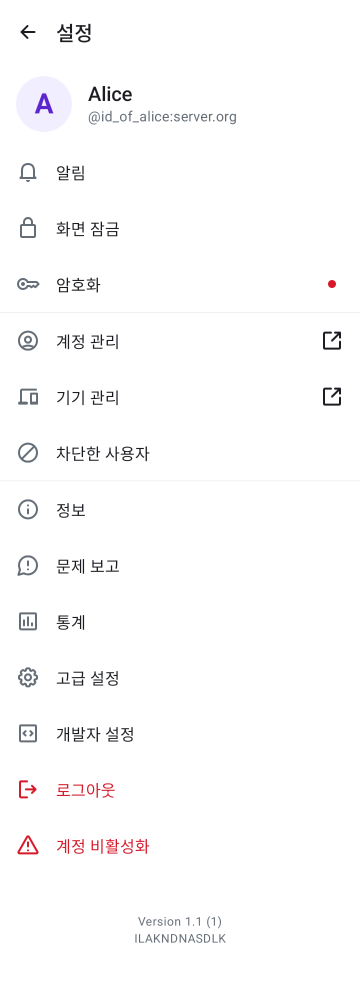 설정
A
Alice
@id_of_alice:server.org
알림
화면 잠금
암호화
계정 관리
기기 관리
차단한 사용자
정보
문제 보고
통계
고급 설정
개발자 설정
로그아웃
계정 비활성화
Version 1.1 (1)
ILAKNDNASDLK